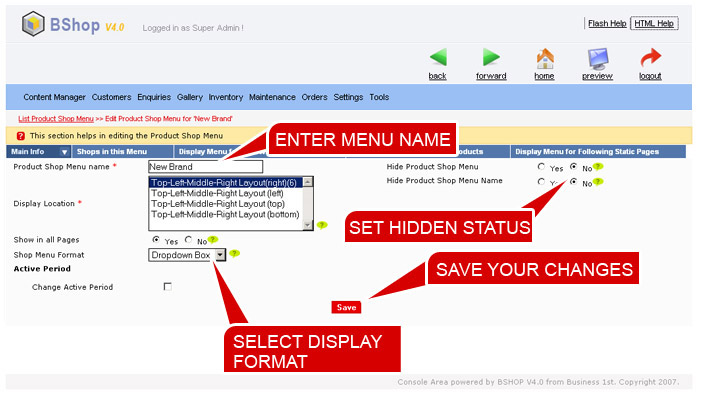 BShop V4.0 Logged in as Super Admin !
Flash Help HTML Help
back forward home preview logout
Content Manager Customers Enquiries Gallery Inventory Maintenance Orders Settings Tools
List Product Shop Menu >> Edit Product Shop Menu for 'New Brand'
? This section helps in editing the Product Shop Menu
ENTER MENU NAME
Main Info Shops in this Menu Display Menu Products Display Menu for Following Static Pages
Product Shop Menu name * New Brand
Hide Product Shop Menu Yes No ?
Hide Product Shop Menu Name No ?
Display Location *
Top-Left-Middle-Right Layout(right)(6)
Top-Left-Middle-Right Layout (left)
Top-Left-Middle-Right Layout (top)
Top-Left-Middle-Right Layout (bottom)
?
SET HIDDEN STATUS
Show in all Pages Yes No ?
Shop Menu Format Dropdown Box ?
Active Period
SAVE YOUR CHANGES
Change Active Period
Save
SELECT DISPLAY
FORMAT
Console Area powered by BSHOP V4.0 from Business 1st. Copyright 2007.